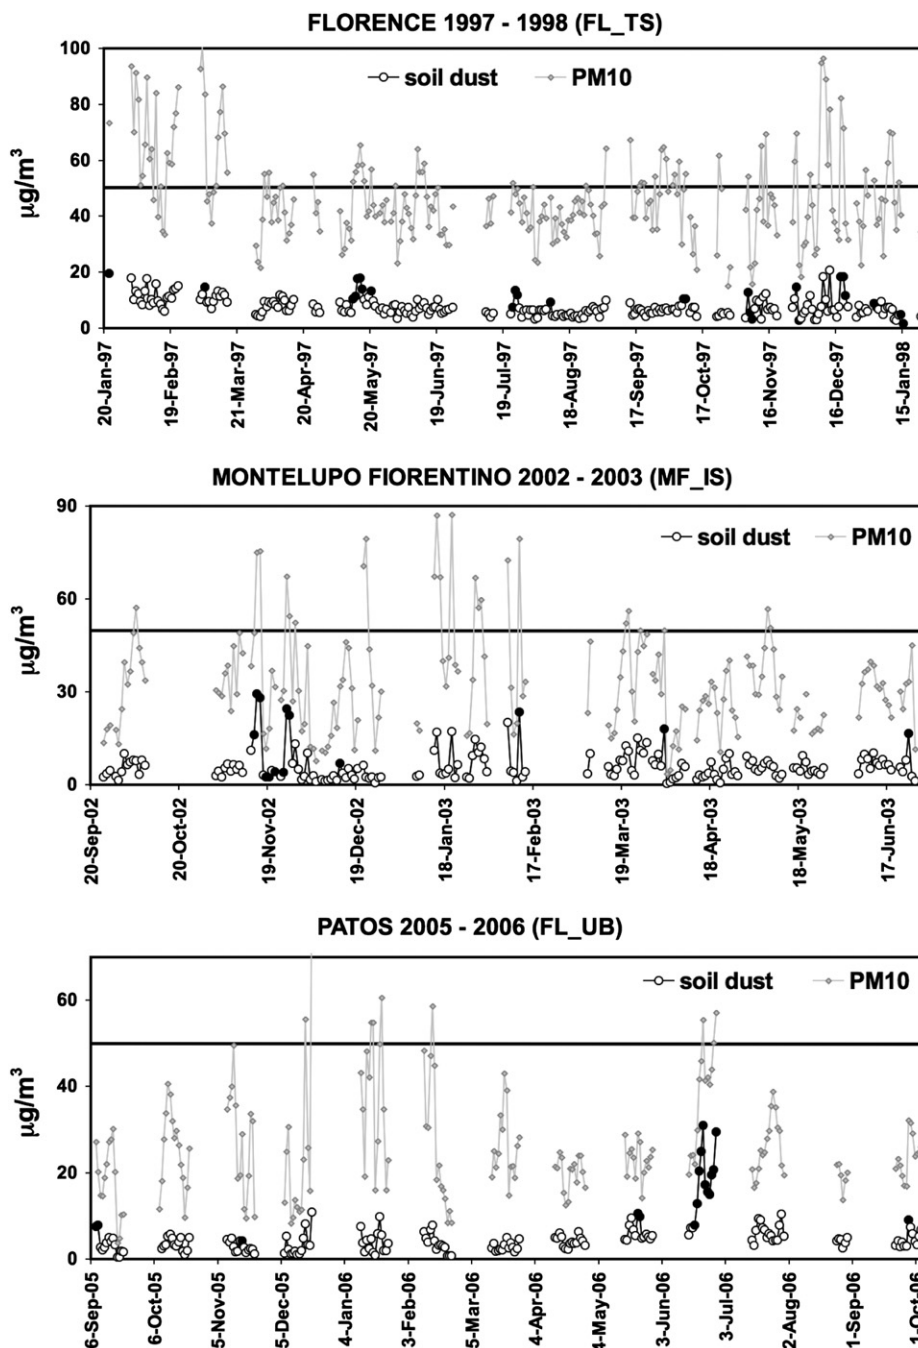 FLORENCE 1997 - 1998 (FL_TS)
100
80
60
40
20
0
μg/m³
soil dust
PM10
20-Jan-97
19-Feb-97
21-Mar-97
20-Apr-97
20-May-97
19-Jun-97
19-Jul-97
18-Aug-97
17-Sep-97
17-Oct-97
16-Nov-97
16-Dec-97
15-Jan-98
MONTELUPO FIORENTINO 2002 - 2003 (MF_IS)
90
60
30
0
μg/m³
soil dust
PM10
20-Sep-02
20-Oct-02
19-Nov-02
19-Dec-02
18-Jan-03
17-Feb-03
19-Mar-03
18-Apr-03
18-May-03
17-Jun-03
PATOS 2005 - 2006 (FL_UB)
60
40
20
0
μg/m³
soil dust
PM10
6-Sep-05
6-Oct-05
5-Nov-05
5-Dec-05
4-Jan-06
3-Feb-06
5-Mar-06
4-Apr-06
4-May-06
3-Jun-06
3-Jul-06
2-Aug-06
1-Sep-06
1-Oct-06